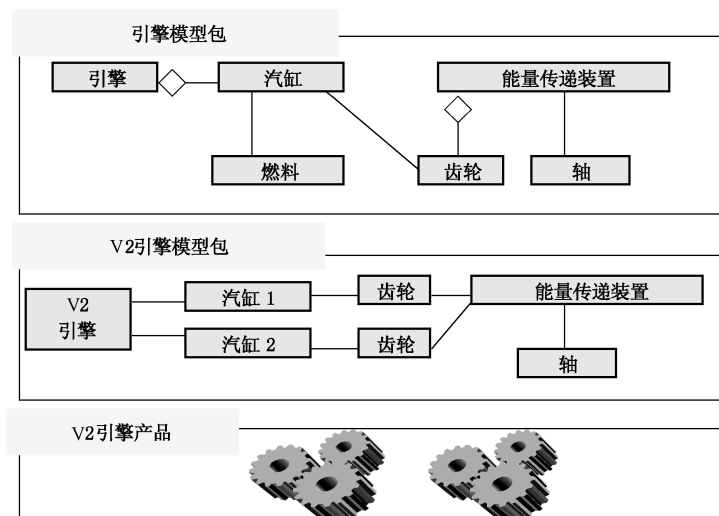 引擎模型包
引擎
汽缸
能量传递装置
燃料
齿轮
轴
V2引擎模型包
V2
引擎
汽缸 1
齿轮
能量传递装置
汽缸 2
齿轮
轴
V2引擎产品